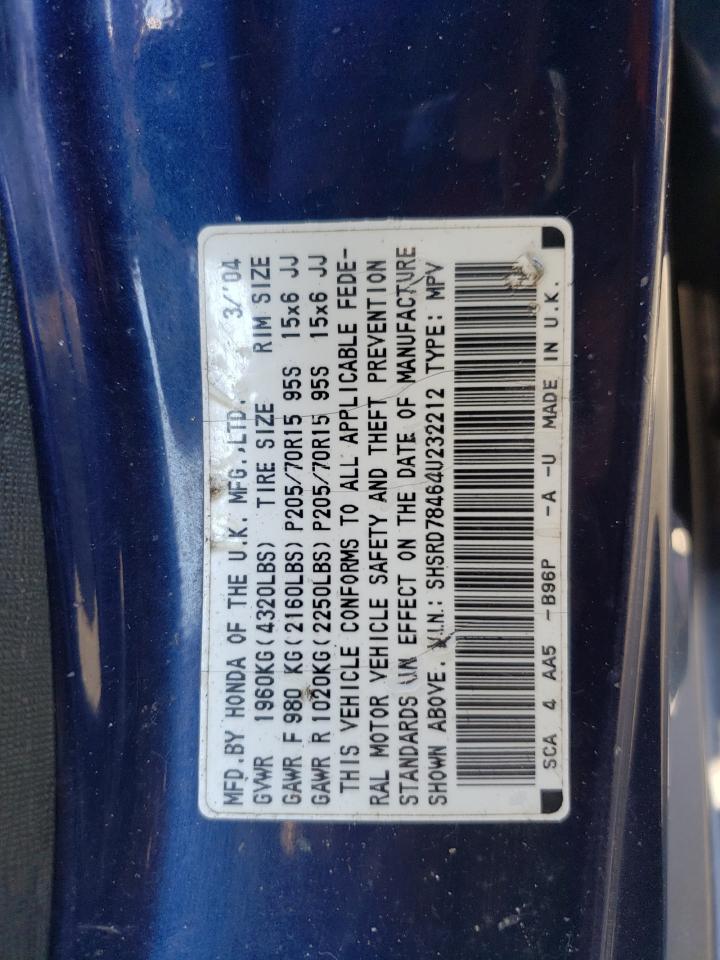 MFD.BY HONDA OF THE U.K. MFG.,LTD. 3/'04
GVWR 1960KG(4320LBS) TIRE SIZE RIM SIZE
GAWR F 980 KG(2160LBS) P205/70R15 95S 15x6 JJ
GAWR R 1020KG(2250LBS) P205/70R15 95S 15x6 JJ
THIS VEHICLE CONFORMS TO ALL APPLICABLE FEDE-
RAL MOTOR VEHICLE SAFETY AND THEFT PREVENTION
STANDARDS IN EFFECT ON THE DATE OF MANUFACTURE
SHOWN ABOVE. V.I.N.: SHSRD78464U232212 TYPE: MPV
SCA 4 AA5 -B96P -A -U MADE IN U.K.